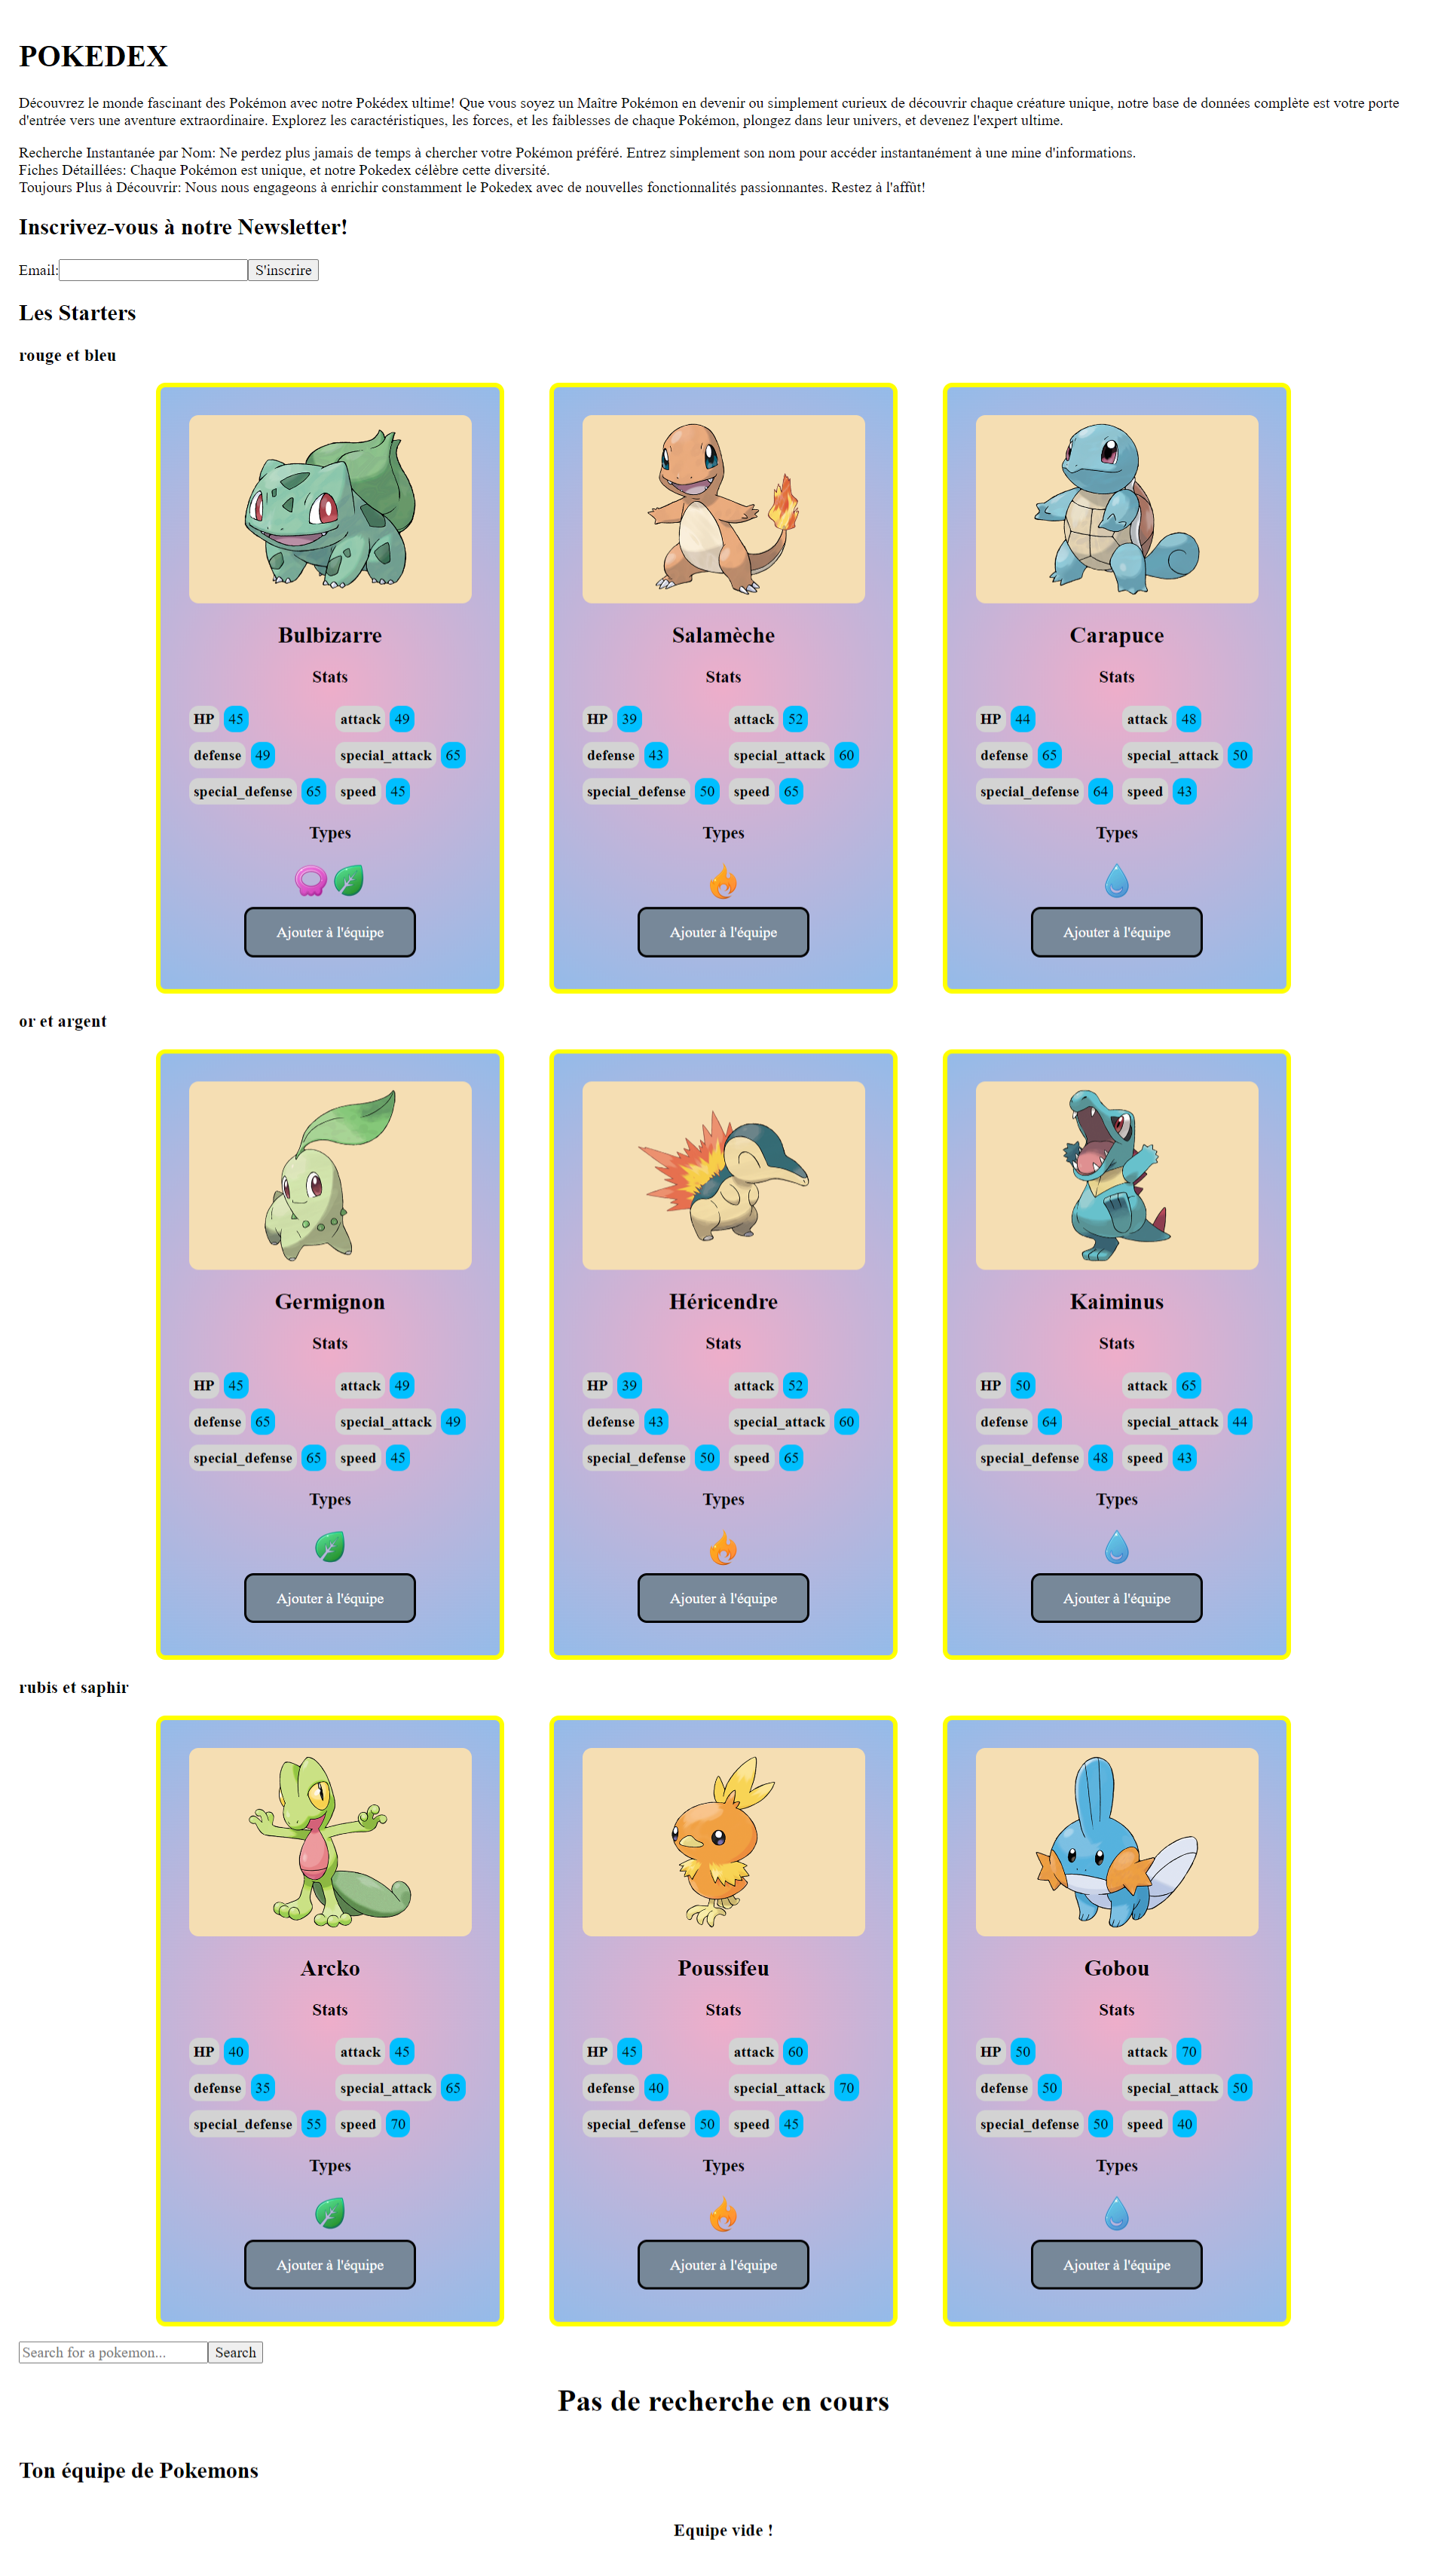 POKEDEX
Découvrez le monde fascinant des Pokémon avec notre Pokédex ultime! Que vous soyez un Maître Pokémon en devenir ou simplement curieux de découvrir chaque créature unique, notre base de données complète est votre porte
d'entrée vers une aventure extraordinaire. Explorez les caractéristiques, les forces, et les faiblesses de chaque Pokémon, plongez dans leur univers, et devenez l'expert ultime.
Recherche Instantanée par Nom: Ne perdez plus jamais de temps à chercher votre Pokémon préféré. Entrez simplement son nom pour accéder instantanément à une mine d'informations.
Fiches Détaillées: Chaque Pokémon est unique, et notre Pokedex célèbre cette diversité.
Toujours Plus à Découvrir: Nous nous engageons à enrichir constamment le Pokedex avec de nouvelles fonctionnalités passionnantes. Restez à l'affût!
Inscrivez-vous à notre Newsletter!
Email: S'inscrire
Les Starters
rouge et bleu
Bulbizarre
Stats
HP 45 attack 49
defense 49 special_attack 65
special_defense 65 speed 45
Types
Ajouter à l'équipe
Salamèche
Stats
HP 39 attack 52
defense 43 special_attack 60
special_defense 50 speed 65
Types
Ajouter à l'équipe
Carapuce
Stats
HP 44 attack 48
defense 65 special_attack 50
special_defense 64 speed 43
Types
Ajouter à l'équipe
or et argent
Germignon
Stats
HP 45 attack 49
defense 65 special_attack 49
special_defense 65 speed 45
Types
Ajouter à l'équipe
Héricendre
Stats
HP 39 attack 52
defense 43 special_attack 60
special_defense 50 speed 65
Types
Ajouter à l'équipe
Kaiminus
Stats
HP 50 attack 65
defense 64 special_attack 44
special_defense 48 speed 43
Types
Ajouter à l'équipe
rubis et saphir
Arcko
Stats
HP 40 attack 45
defense 35 special_attack 65
special_defense 55 speed 70
Types
Ajouter à l'équipe
Poussifeu
Stats
HP 45 attack 60
defense 40 special_attack 70
special_defense 50 speed 45
Types
Ajouter à l'équipe
Gobou
Stats
HP 50 attack 70
defense 50 special_attack 50
special_defense 50 speed 40
Types
Ajouter à l'équipe
Search for a pokemon... Search
Pas de recherche en cours
Ton équipe de Pokemons
Equipe vide !